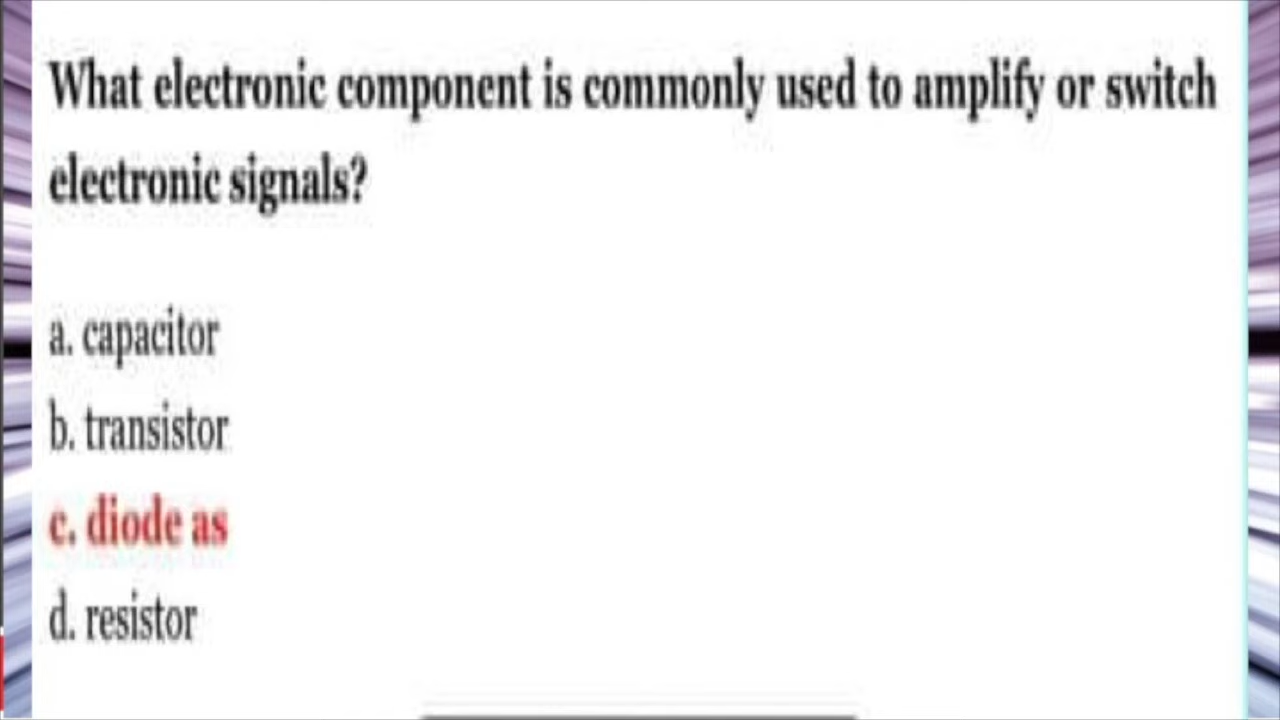 What electronic component is commonly used to amplify or switch
electronic signals?
a. capacitor
b. transistor
c. diode as
d. resistor